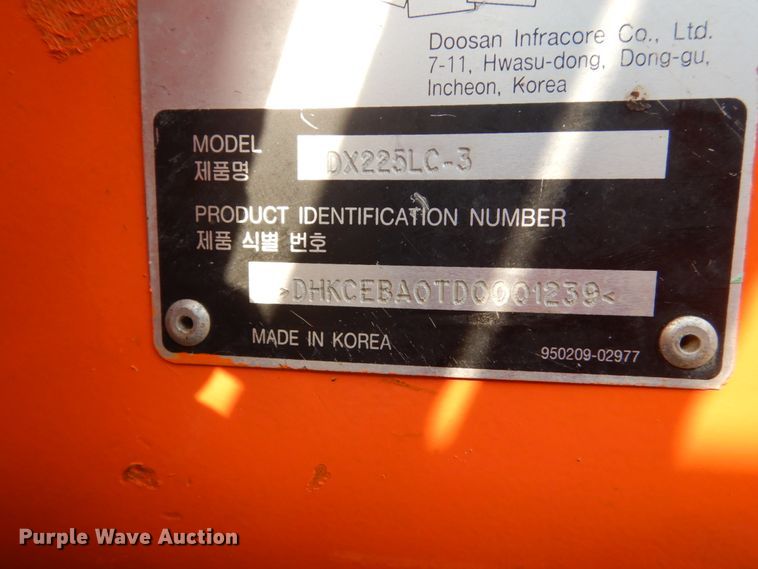 Doosan Infracore Co., Ltd.
7-11, Hwasu-dong, Dong-gu,
Incheon, Korea
MODEL
제품명
DX225LC-3
PRODUCT IDENTIFICATION NUMBER
제품 식별 번호
>DHKCEBA0TD0001239<
MADE IN KOREA
950209-02977
Purple Wave Auction